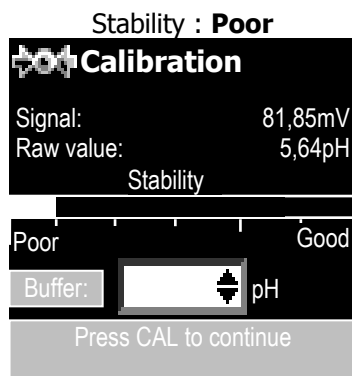 Stability : Poor
Calibration
Signal: 81,85mV
Raw value: 5,64pH
Stability
Poor Good
Buffer: pH
Press CAL to continue